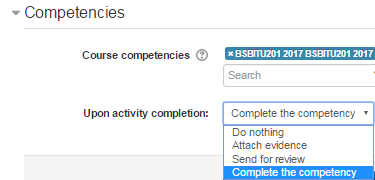 Competencies
Course competencies
× BSBITU201 2017 BSBITU201 2017
Search
Upon activity completion:
Complete the competency
Do nothing
Attach evidence
Send for review
Complete the competency